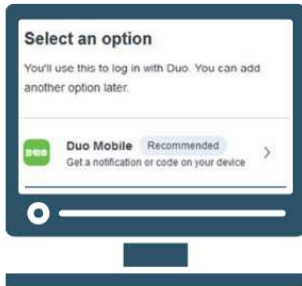 Select an option
You'll use this to log in with Duo. You can add
another option later.
DUO Duo Mobile Recommended
Get a notification or code on your device